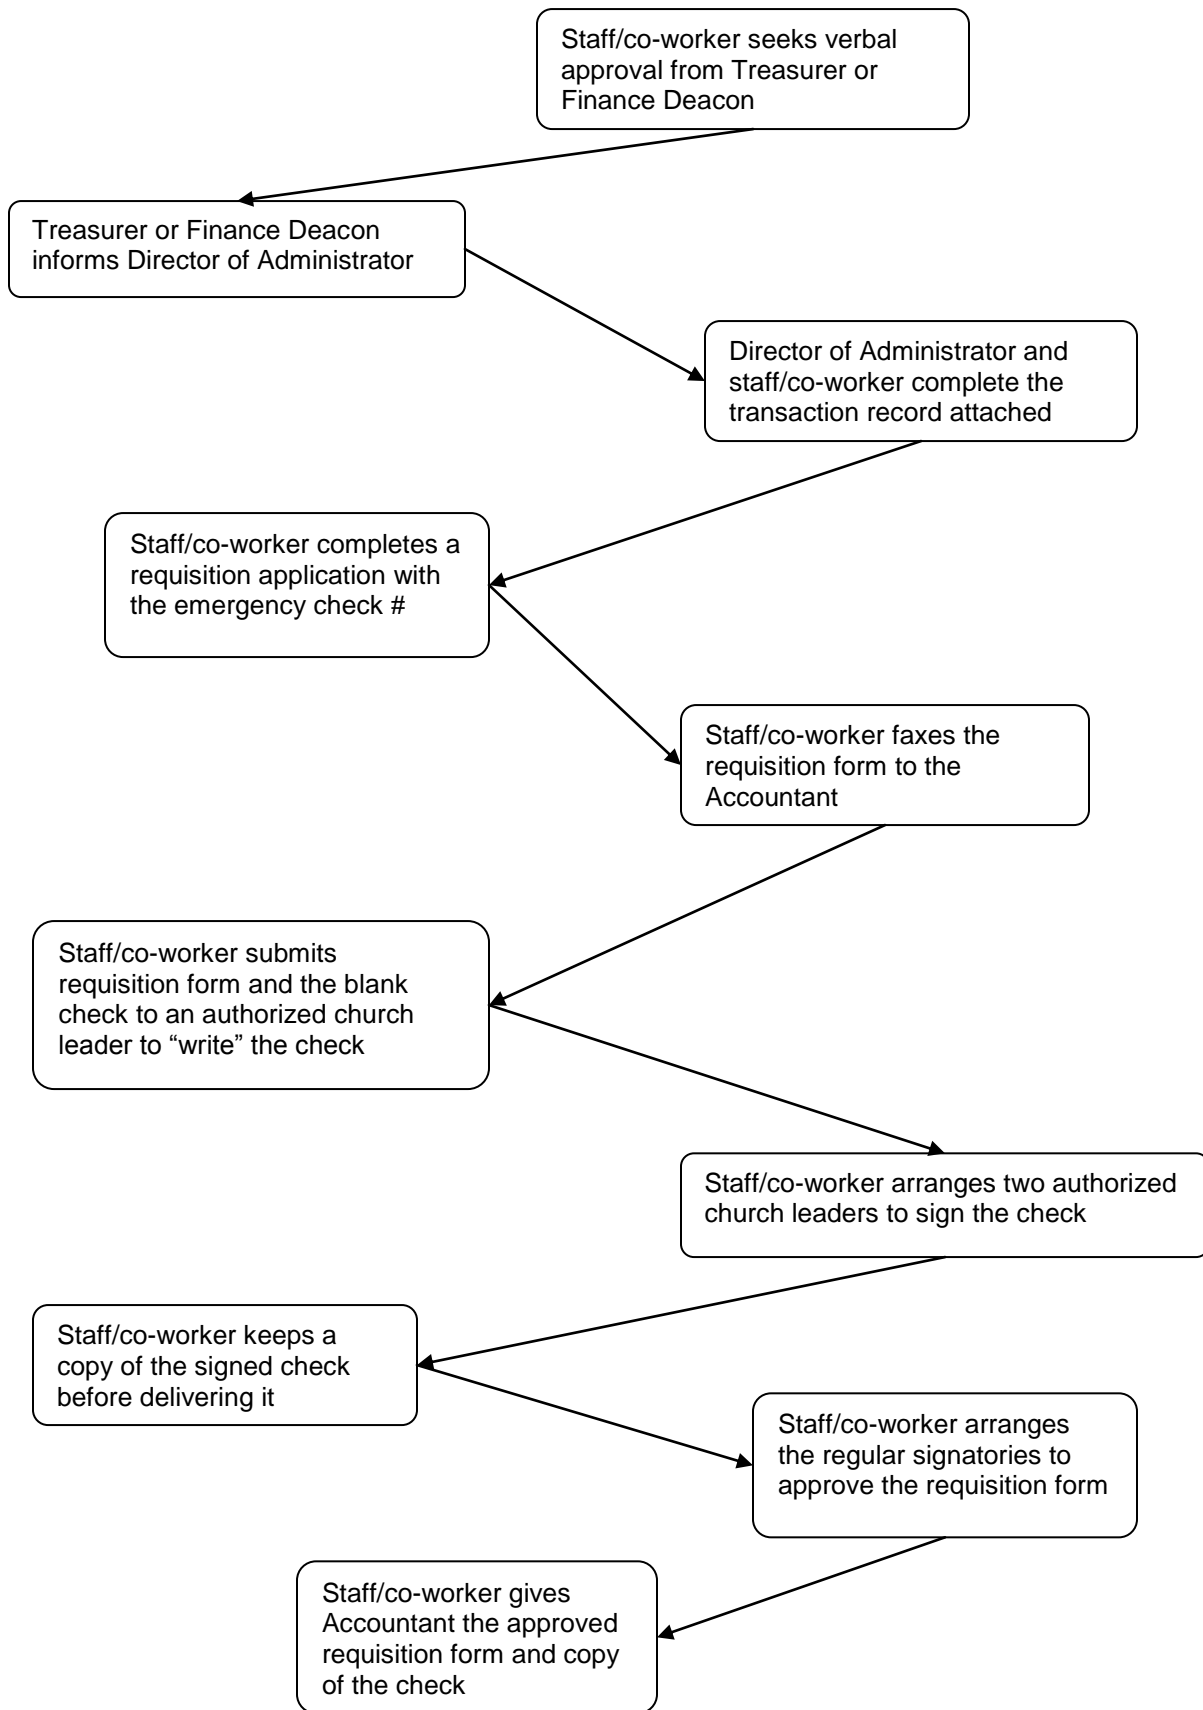 Staff/co-worker seeks verbal
approval from Treasurer or
Finance Deacon
Treasurer or Finance Deacon
informs Director of Administrator
Director of Administrator and
staff/co-worker complete the
transaction record attached
Staff/co-worker completes a
requisition application with
the emergency check #
Staff/co-worker faxes the
requisition form to the
Accountant
Staff/co-worker submits
requisition form and the blank
check to an authorized church
leader to “write” the check
Staff/co-worker arranges two authorized
church leaders to sign the check
Staff/co-worker keeps a
copy of the signed check
before delivering it
Staff/co-worker arranges
the regular signatories to
approve the requisition form
Staff/co-worker gives
Accountant the approved
requisition form and copy
of the check